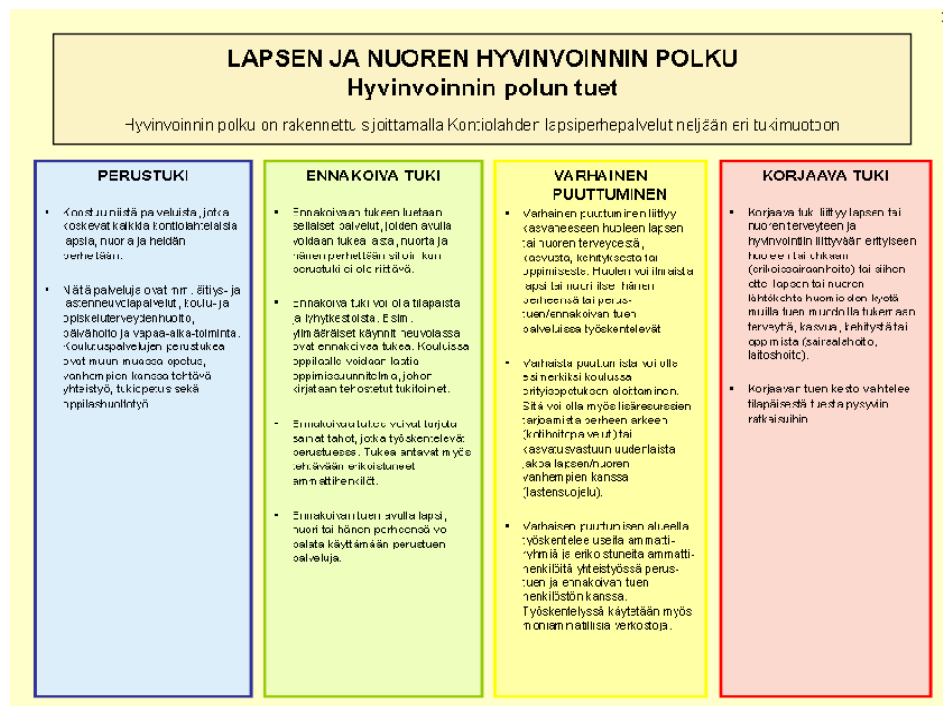 LAPSEN JA NUOREN HYVINVOINNIN POLKU
Hyvinvoinnin polun tuet
Hyvinvoinnin polku on rakennettu sijoittamalla Kontiolahden lapsiperhepalvelut neljään eri tukimuotoon
PERUSTUKI
• Koostuu niistä palveluista, jotka
koskevat kaikkia kontiolahtelaisia
lapsia, nuoria ja heidän
perheitään.
• Näitä palveluja ovat mm. äitiys- ja
lastenneuvolapalvelut, koulu- ja
opiskeluterveydenhuolto,
päivähoito ja vapaa-aika-toiminta.
Koulutuspalvelujen perustukea
ovat muun muassa opetus,
vanhempien kanssa tehtävä
yhteistyö, tukiopetus sekä
oppilashuoltotyö
ENNAKOIVA TUKI
• Ennakoivaan tukeen luetaan
sellaiset palvelut, joiden avulla
voidaan tukea lasta, nuorta ja
hänen perhettään silloin kun
perustuki ei ole riittävä.
• Ennakoiva tuki voi olla tilapäistä
ja lyhytkestoista. Esim.
ylimääräiset käynnit neuvolassa
ovat ennakoivaa tukea. Kouluissa
oppilaalle voidaan laatia
oppimissuunnitelma, johon
kirjataan tehostetut tukitoimet.
• Ennakoivaa tukea voivat tarjota
samat tahot, jotka työskentelevät
perustuessa. Tukea antavat myös
tehtävään erikoistuneet
ammattihenkilöt.
• Ennakoivan tuen avulla lapsi,
nuori tai hänen perheensä voi
palata käyttämään perustuen
palveluja.
VARHAINEN
PUUTTUMINEN
• Varhainen puuttuminen liittyy
kasvaneeseen huoleen lapsen
tai nuoren terveydestä,
kasvusta, kehityksestä tai
oppimisesta. Huolen voi ilmaista
lapsi tai nuori itse, hänen
perheensä tai perus-
tuen/ennakoivan tuen
palveluissa työskentelevät
• Varhaista puuttumista voi olla
esimerkiksi koulussa
erityisopetukseen aloittaminen.
Sitä voi olla myös lisäresurssien
tarjoamista perheen arkeen
(kotihoitopalvelut) tai
kasvatusvastuun uudenlaista
jakoa lapsen/nuoren
vanhempien kanssa
(lastensuojelu).
• Varhaisen puuttumisen alueella
työskentelee useita ammatti-
ryhmiä ja erikoistuneita ammatti-
henkilöitä yhteistyössä perus-
tuen ja ennakoivan tuen
henkilöstön kanssa.
Työskentelyssä käytetään myös
moniammatillisia verkostoja.
KORJAAVA TUKI
• Korjaava tuki liittyy lapsen tai
nuoren terveyteen ja
hyvinvointiin liittyvään erityiseen
huoleen tai uhkaan
(erikoissairaanhoito) tai siihen
että lapsen tai nuoren
lähtökohta huomioiden kyetä
muilla tuen muodoilla tukemaan
terveyttä, kasvua, kehitystä tai
oppimista (sairaalahoito,
laitoshoito).
• Korjaavan tuen kesto vaihtelee
tilapäisestä tuesta pysyviin
ratkaisuihin